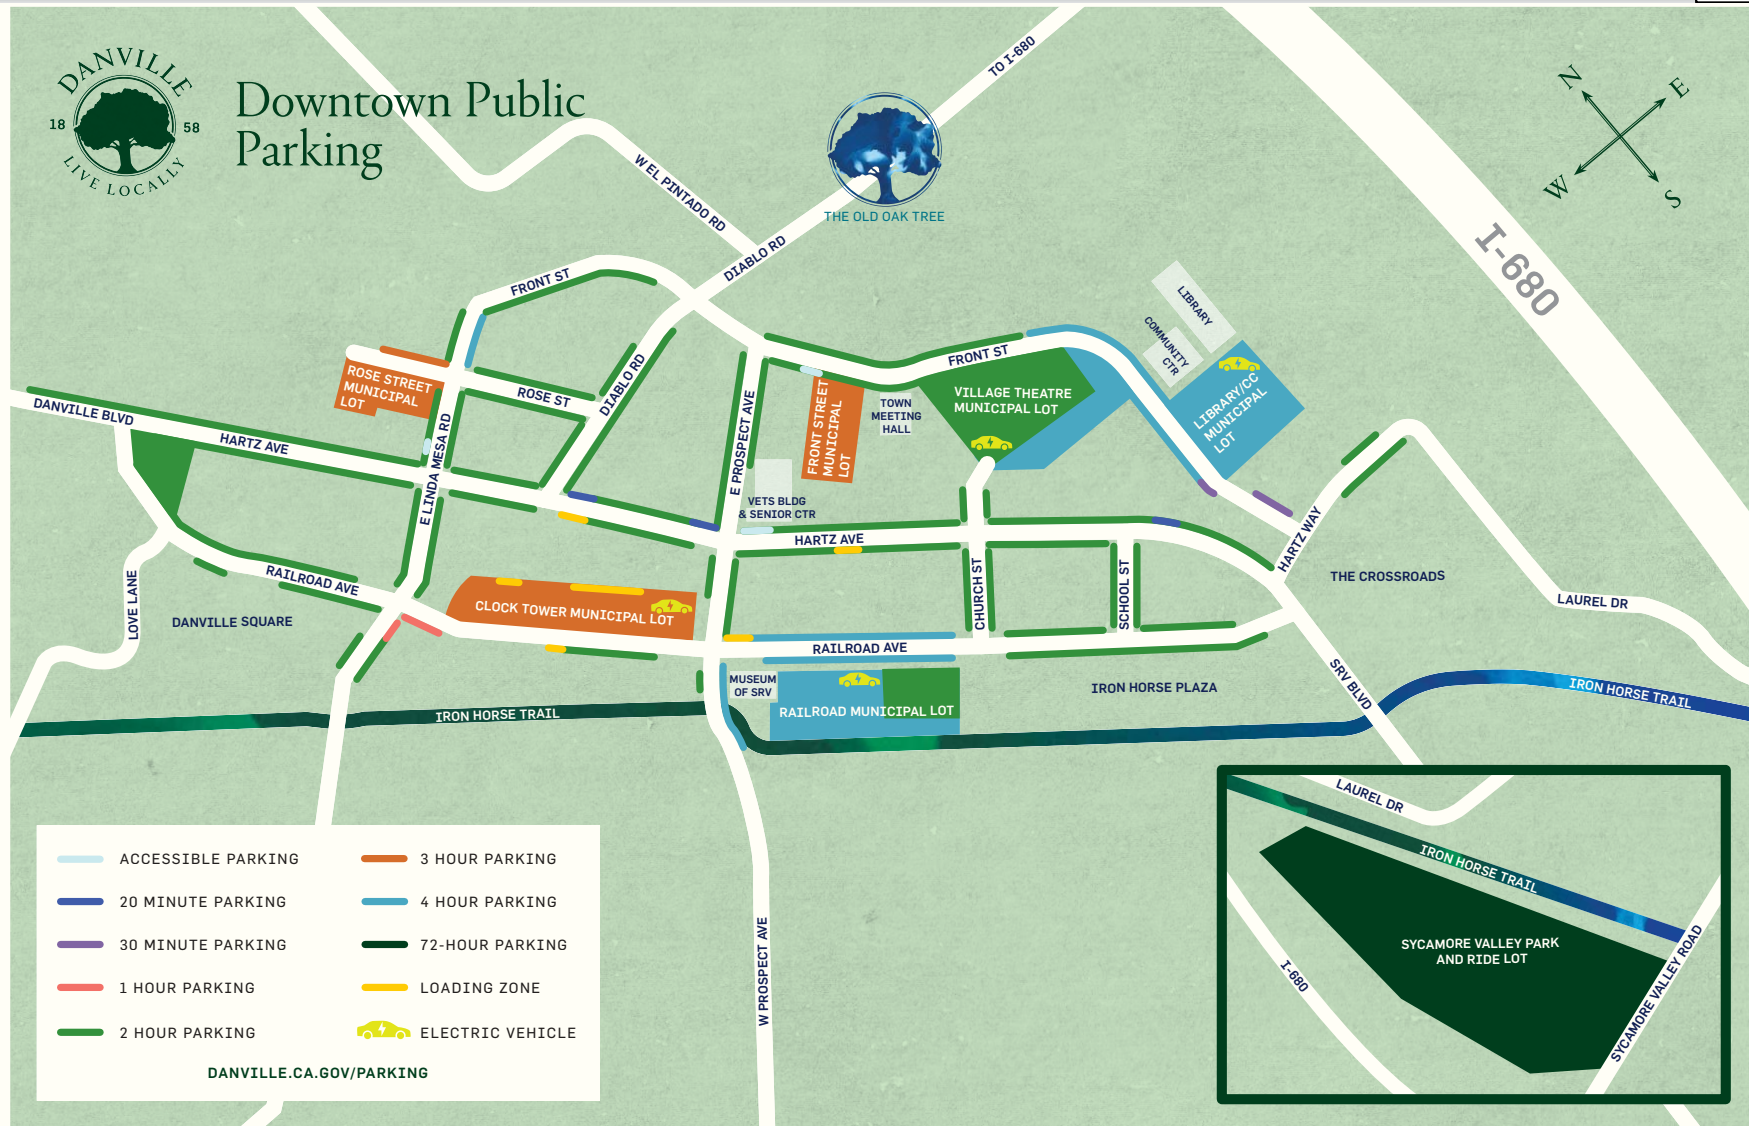 DANVILLE
18 58
LIVE LOCALLY
Downtown Public
Parking
TO I-680
THE OLD OAK TREE
W EL PINTADO RD
DIABLO RD
N
E
W
S
I-680
FRONT ST
LIBRARY
COMMUNITY
CTR
ROSE STREET
MUNICIPAL
LOT
ROSE ST
DIABLO RD
FRONT ST
VILLAGE THEATRE
MUNICIPAL LOT
LIBRARY/CC
MUNICIPAL
LOT
DANVILLE BLVD
HARTZ AVE
E LINDA MESA RD
E PROSPECT AVE
FRONT STREET
MUNICIPAL
LOT
TOWN
MEETING
HALL
VETS BLDG
& SENIOR CTR
HARTZ AVE
HARTZ WAY
THE CROSSROADS
LAUREL DR
RAILROAD AVE
LOVE LANE
DANVILLE SQUARE
CLOCK TOWER MUNICIPAL LOT
CHURCH ST
SCHOOL ST
RAILROAD AVE
MUSEUM
OF SRV
RAILROAD MUNICIPAL LOT
IRON HORSE PLAZA
SRV BLVD
IRON HORSE TRAIL
IRON HORSE TRAIL
W PROSPECT AVE
ACCESSIBLE PARKING
20 MINUTE PARKING
30 MINUTE PARKING
1 HOUR PARKING
2 HOUR PARKING
3 HOUR PARKING
4 HOUR PARKING
72-HOUR PARKING
LOADING ZONE
ELECTRIC VEHICLE
DANVILLE.CA.GOV/PARKING
LAUREL DR
IRON HORSE TRAIL
SYCAMORE VALLEY PARK
AND RIDE LOT
I-680
SYCAMORE VALLEY ROAD